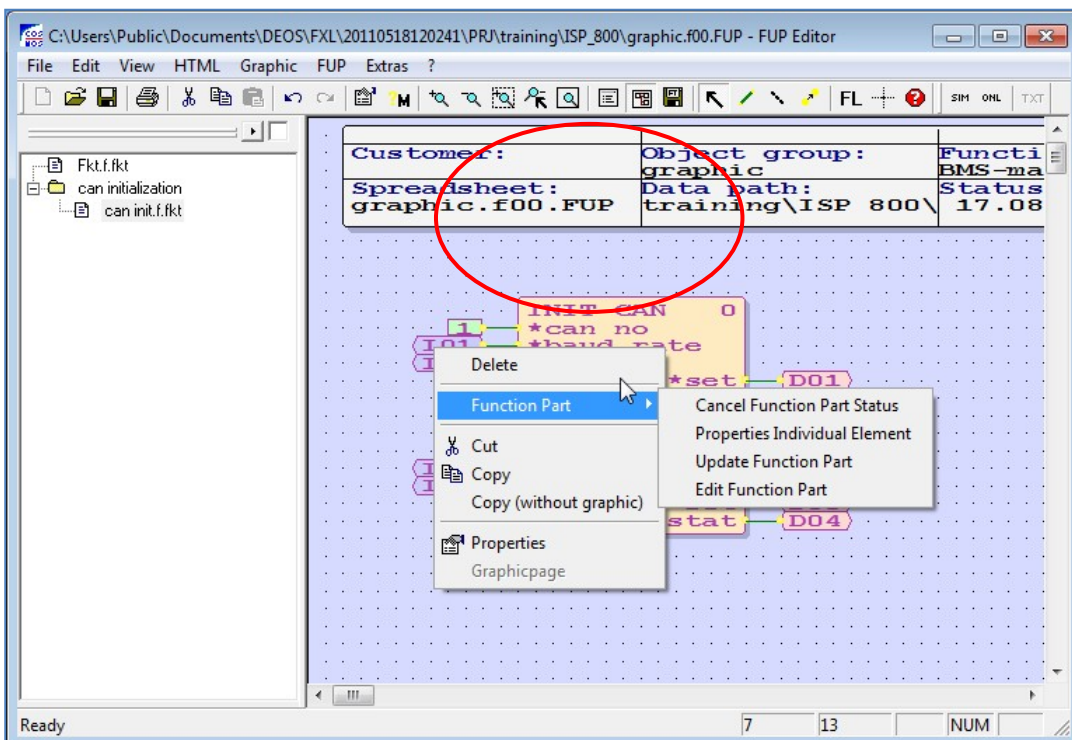 C:\Users\Public\Documents\DEOS\FXL\20110518120241\PRJ\training\ISP_800\graphic.f00.FUP - FUP Editor
File Edit View HTML Graphic FUP Extras ?
M FL SIM ONL TXT
Fkt.f.fkt
can initialization
can init.f.fkt
Customer: Object group: Functi
graphic BMS-ma
Spreadsheet: Data path: Status
graphic.f00.FUP training\ISP 800\ 17.08
INIT CAN 0
1 *can no
I01 *baud rate
*set D01
Delete
Function Part
Cut
Copy
Copy (without graphic)
Properties
Graphicpage
Cancel Function Part Status
Properties Individual Element
Update Function Part
Edit Function Part
stat D04
Ready 7 13 NUM